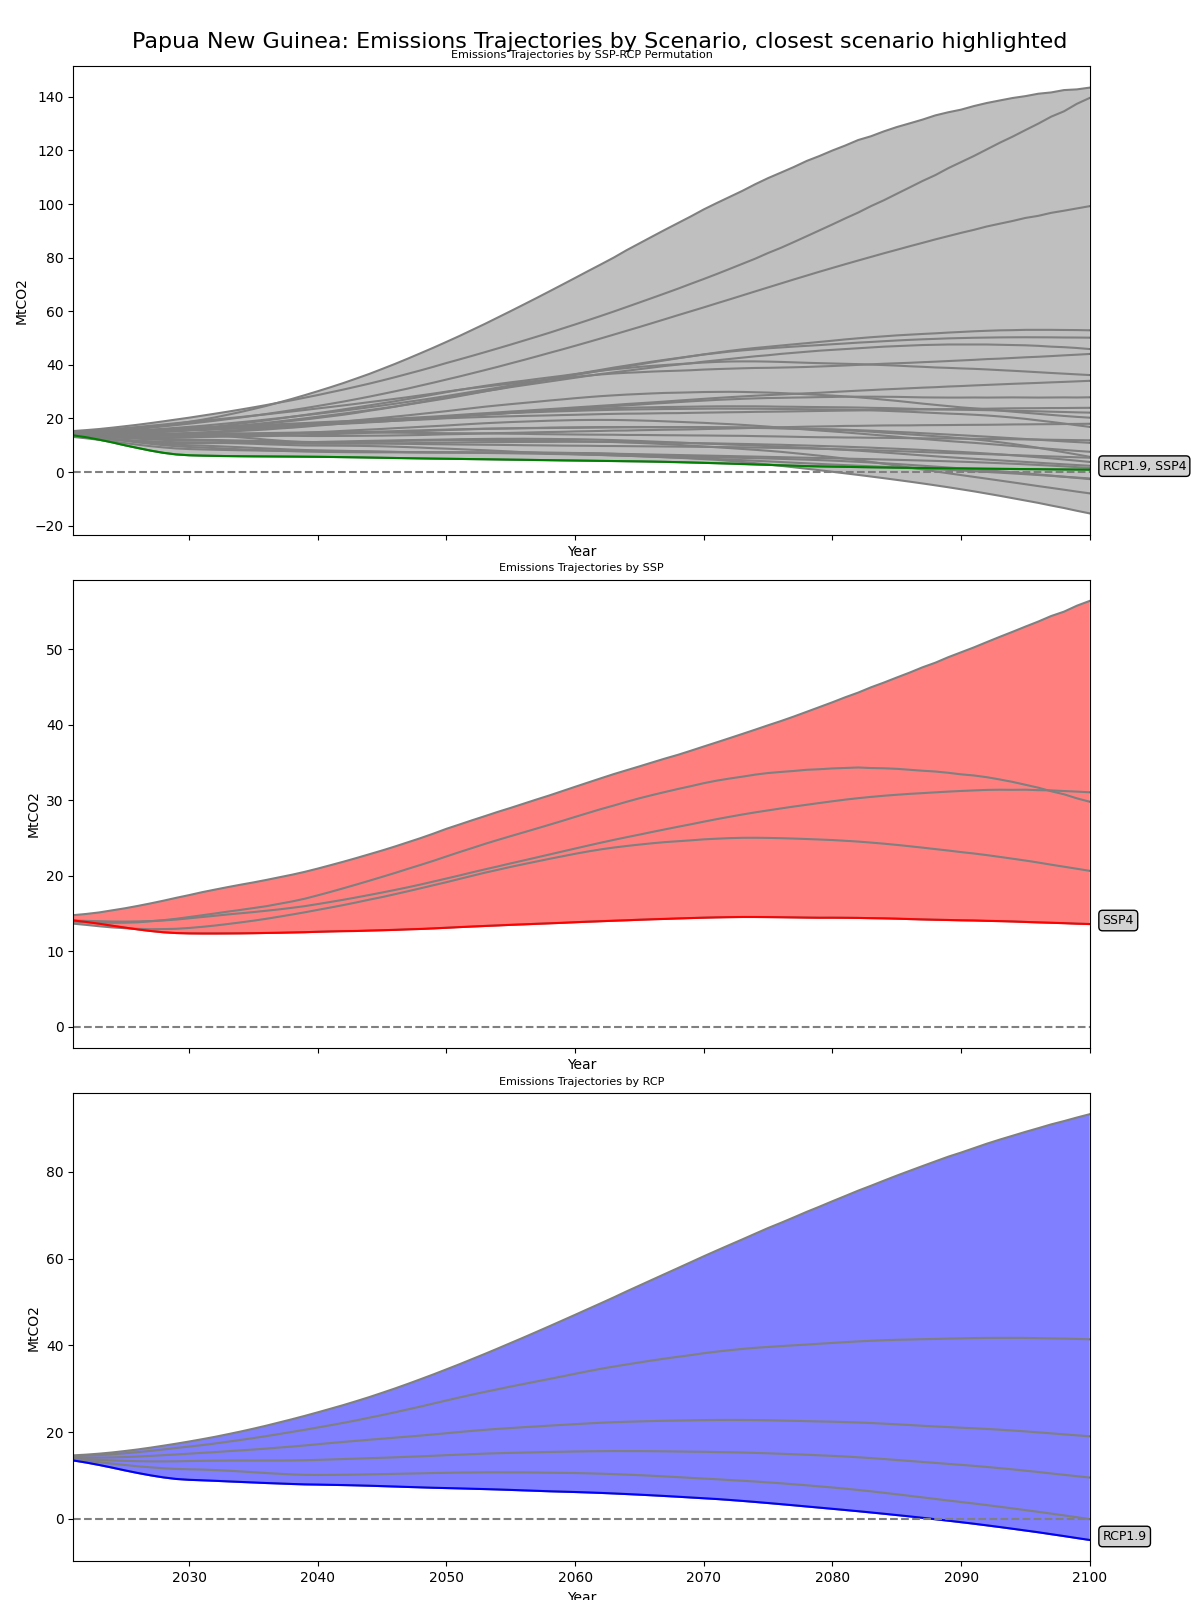 Papua New Guinea: Emissions Trajectories by Scenario, closest scenario highlighted
Emissions Trajectories by SSP-RCP Permutation
140
120
100
80
60
40
20
0
−20
MtCO2
RCP1.9, SSP4
Year
Emissions Trajectories by SSP
50
40
30
20
10
0
MtCO2
SSP4
Year
Emissions Trajectories by RCP
80
60
40
20
0
MtCO2
RCP1.9
2030 2040 2050 2060 2070 2080 2090 2100
Year